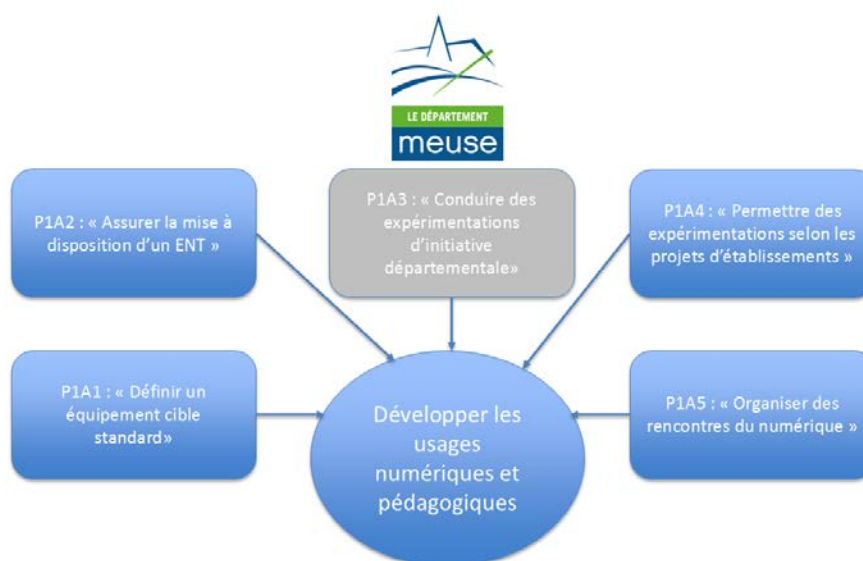 LE DÉPARTEMENT
meuse
P1A2 : « Assurer la mise à
disposition d’un ENT »
P1A3 : « Conduire des
expérimentations
d’initiative
départementale»
P1A4 : « Permettre des
expérimentations selon les
projets d’établissements »
P1A1 : « Définir un
équipement cible
standard»
Développer les
usages
numériques et
pédagogiques
P1A5 : « Organiser des
rencontres du numérique »